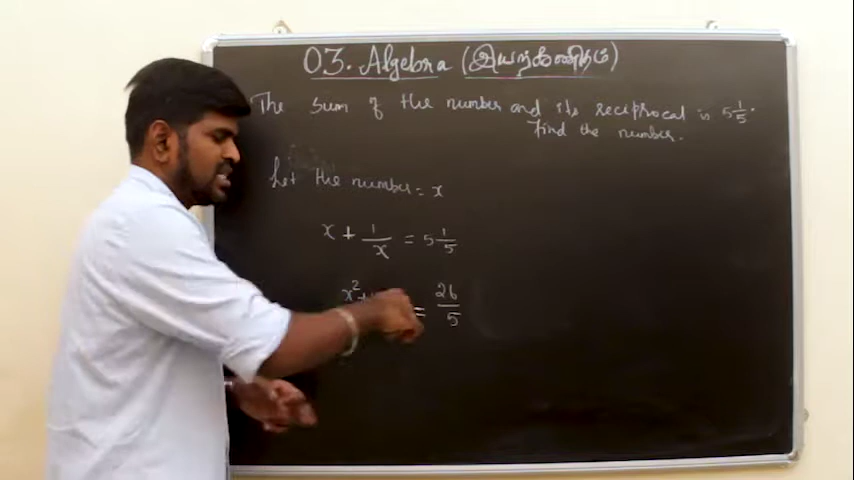 03. Algebra (இயற்கணிதம்)
The sum of the number and its reciprocal is 5 1/5.
Find the number.
Let the number = x
x + 1/x = 5 1/5
x² + = 26/5